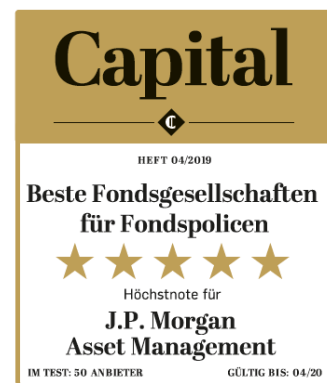 Capital
HEFT 04/2019
Beste Fondsgesellschaften
für Fondspolicen
Höchstnote für
J.P. Morgan
Asset Management
IM TEST: 50 ANBIETER GÜLTIG BIS: 04/20